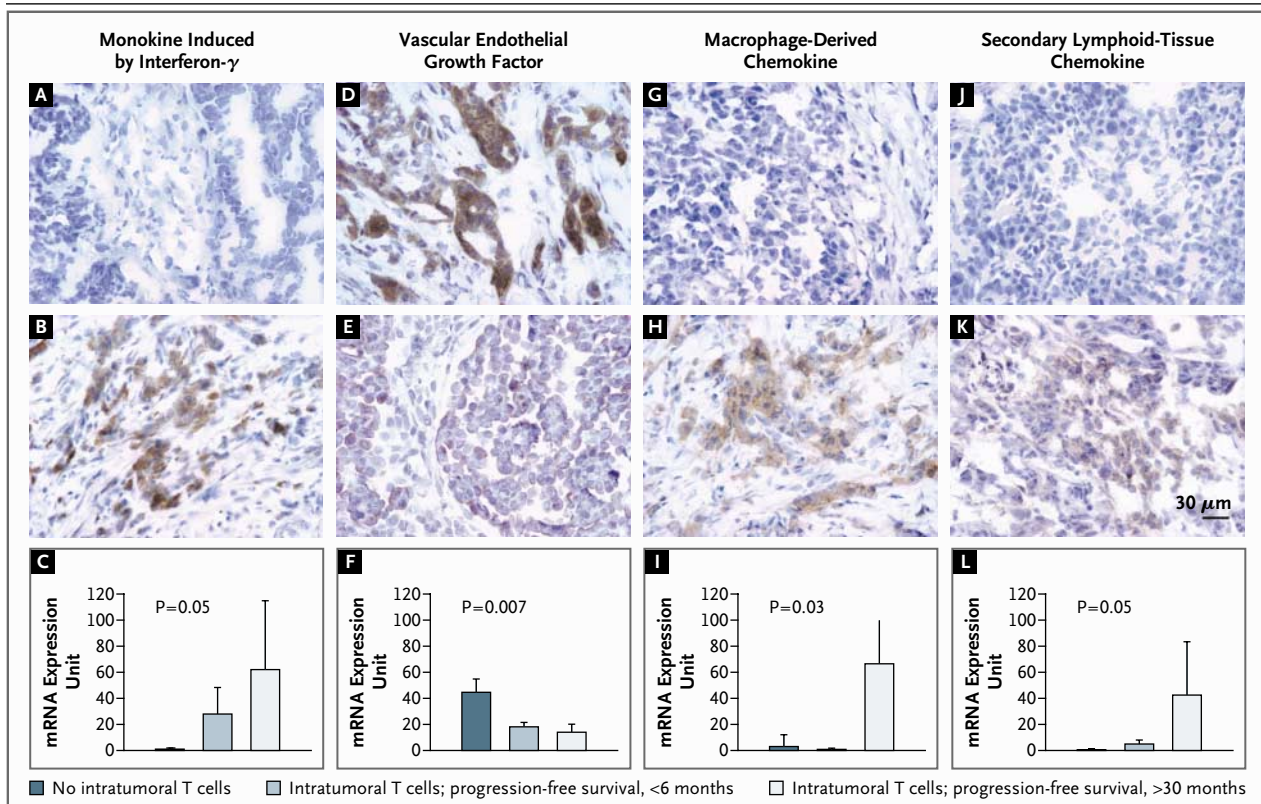 Monokine Induced
by Interferon-γ
Vascular Endothelial
Growth Factor
Macrophage-Derived
Chemokine
Secondary Lymphoid-Tissue
Chemokine
A
D
G
J
B
E
H
K
30 μm
C
mRNA Expression
Unit
120
100
80
60
40
20
0
P=0.05
F
mRNA Expression
Unit
120
100
80
60
40
20
0
P=0.007
I
mRNA Expression
Unit
120
100
80
60
40
20
0
P=0.03
L
mRNA Expression
Unit
120
100
80
60
40
20
0
P=0.05
No intratumoral T cells
Intratumoral T cells; progression-free survival, <6 months
Intratumoral T cells; progression-free survival, >30 months